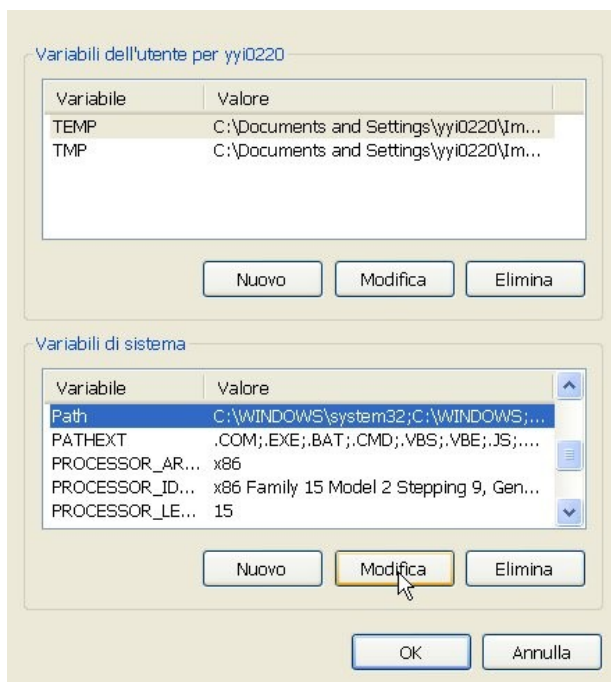 Variabili dell'utente per yyi0220
Variabile Valore
TEMP C:\Documents and Settings\yyi0220\Im...
TMP C:\Documents and Settings\yyi0220\Im...
Nuovo Modifica Elimina
Variabili di sistema
Variabile Valore
Path C:\WINDOWS\system32;C:\WINDOWS;...
PATHEXT .COM;.EXE;.BAT;.CMD;.VBS;.VBE;.JS;....
PROCESSOR_AR... x86
PROCESSOR_ID... x86 Family 15 Model 2 Stepping 9, Gen...
PROCESSOR_LE... 15
Nuovo Modifica Elimina
OK Annulla